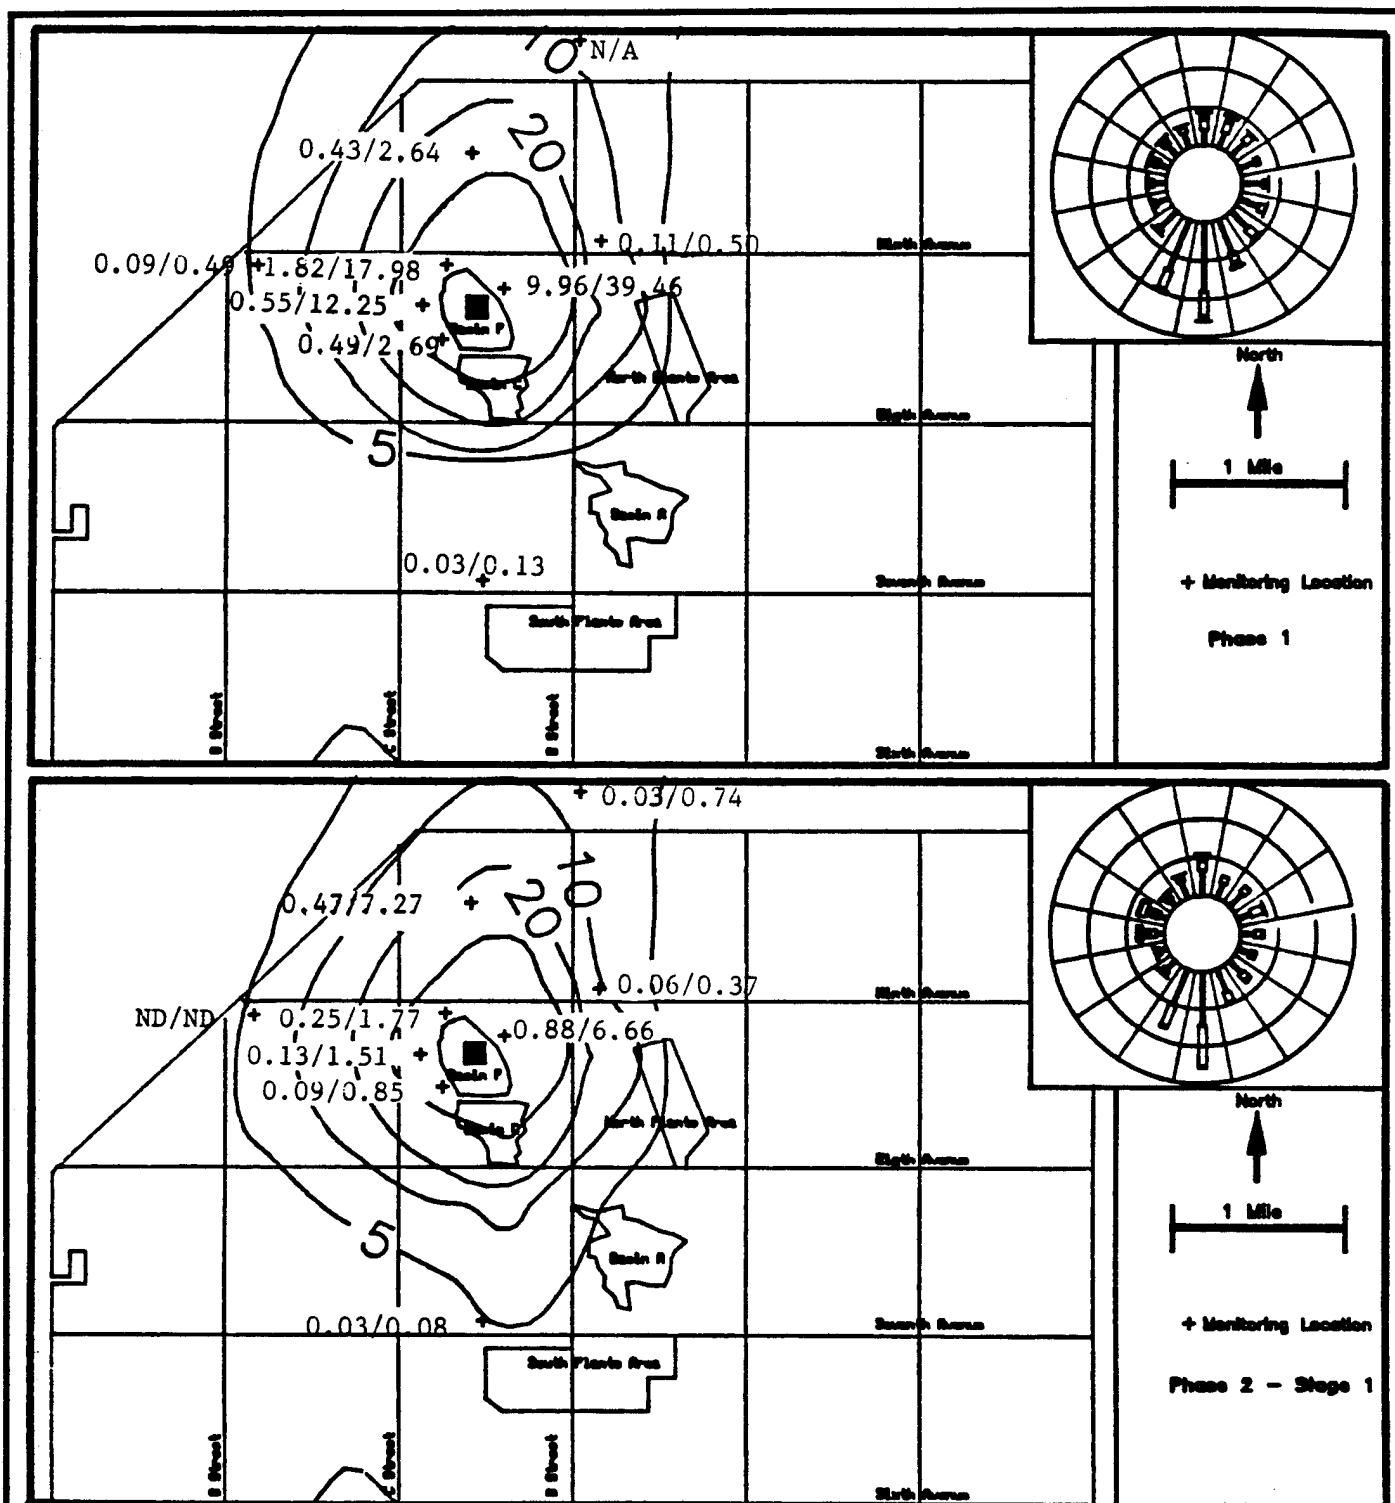 10
N/A
20
0.43/2.64
0.11/0.50
Ninth Avenue
0.09/0.49
1.82/17.98
9.96/39.46
0.55/12.25
Basin F
0.49/2.69
North Plants Area
North
Eigth Avenue
5
1 Mile
Basin A
0.03/0.13
Seventh Avenue
+ Monitoring Location
South Plants Area
Phase 1
C Street
Sixth Avenue
0.03/0.74
10
20
0.47/7.27
0.06/0.37
Ninth Avenue
ND/ND
0.25/1.77
0.88/6.66
0.13/1.51
Basin F
0.09/0.85
North Plants Area
North
Eigth Avenue
5
1 Mile
Basin A
0.03/0.08
Seventh Avenue
+ Monitoring Location
South Plants Area
Phase 2 - Stage 1
C Street
Sixth Avenue